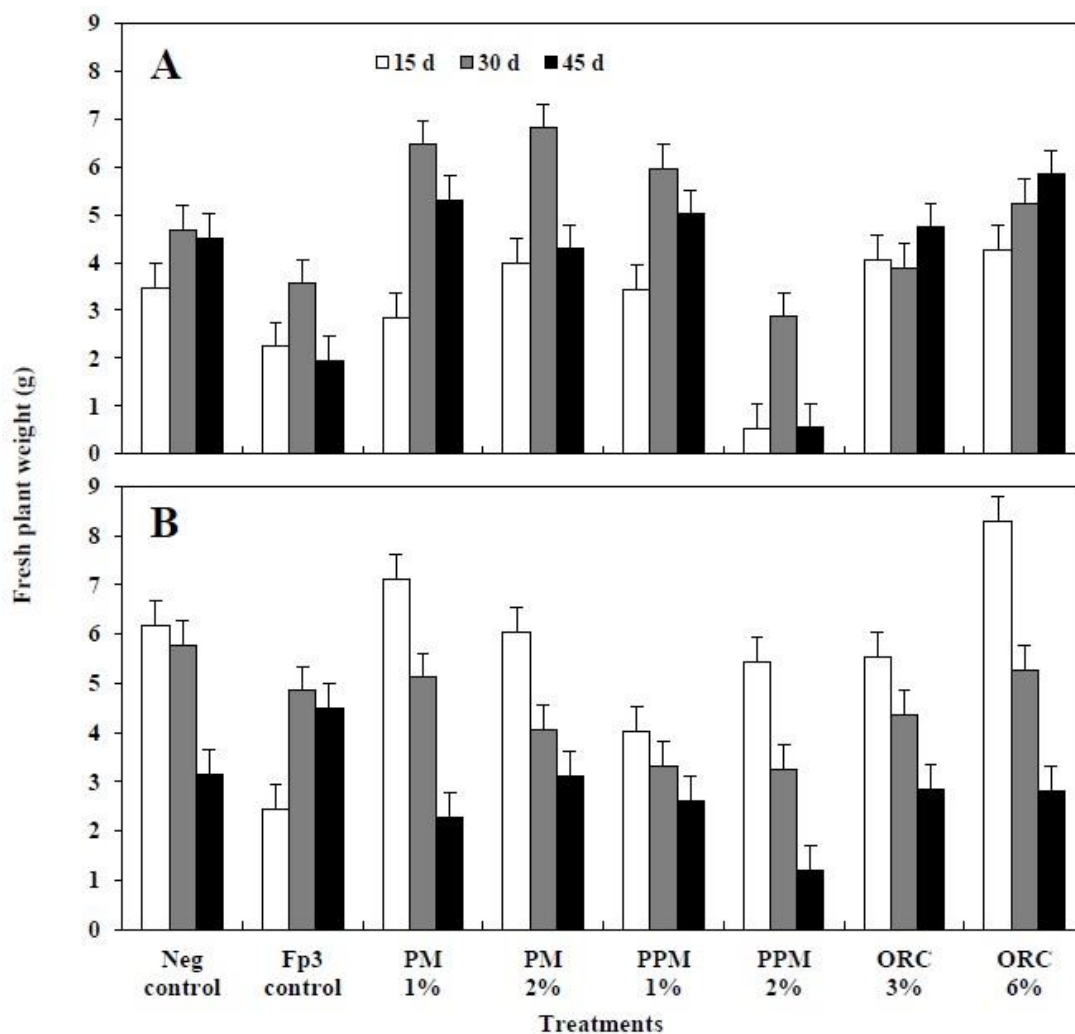 9
8
7
6
5
4
3
2
1
0
A
15 d 30 d 45 d
Fresh plant weight (g)
9
8
7
6
5
4
3
2
1
0
B
Neg control
Fp3 control
PM 1%
PM 2%
PPM 1%
PPM 2%
ORC 3%
ORC 6%
Treatments